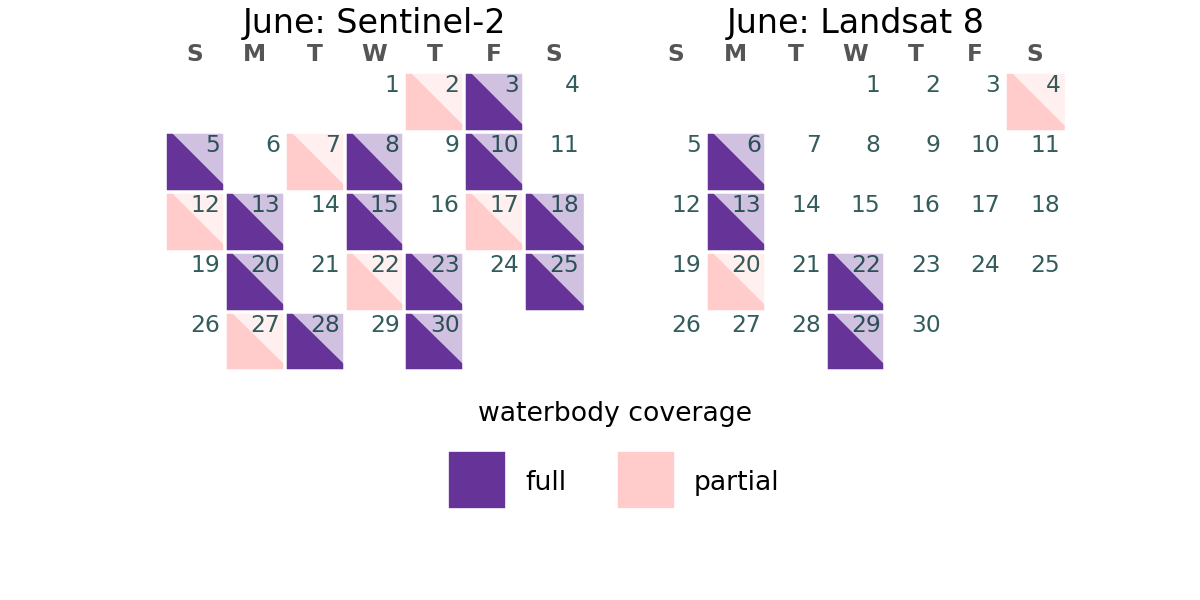 June: Sentinel-2
S M T W T F S
1 2 3 4
5 6 7 8 9 10 11
12 13 14 15 16 17 18
19 20 21 22 23 24 25
26 27 28 29 30
June: Landsat 8
S M T W T F S
1 2 3 4
5 6 7 8 9 10 11
12 13 14 15 16 17 18
19 20 21 22 23 24 25
26 27 28 29 30
waterbody coverage
full
partial